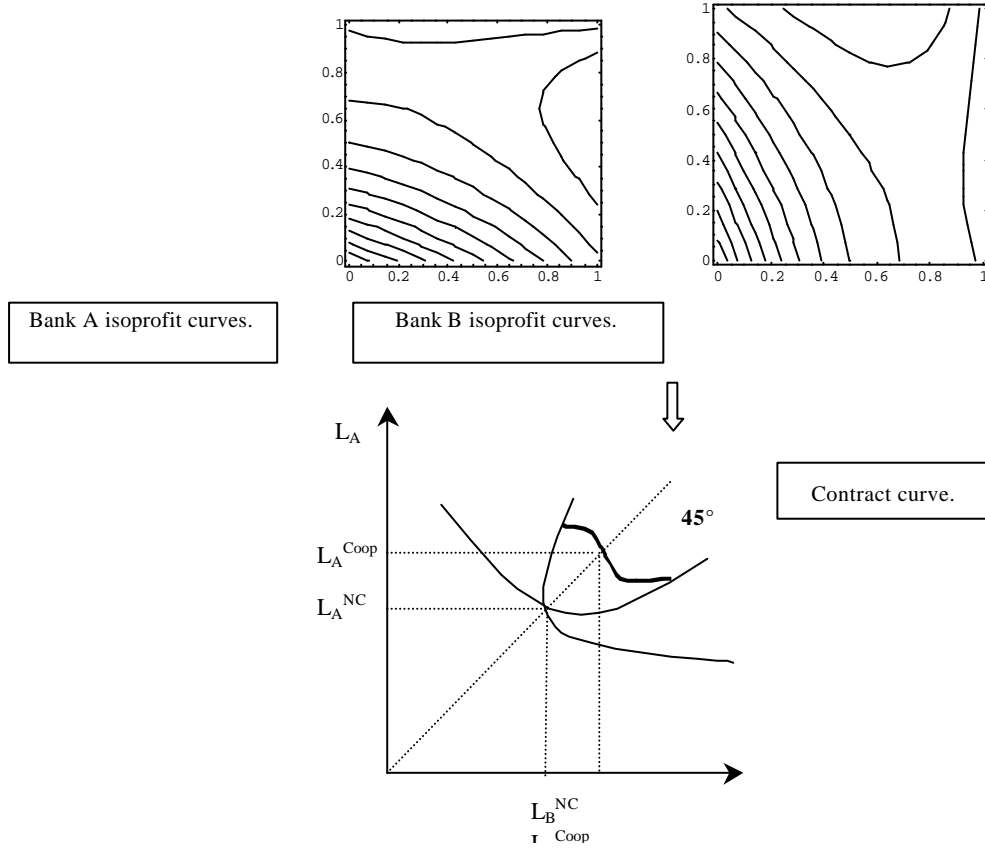 1
0.8
0.6
0.4
0.2
0
0 0.2 0.4 0.6 0.8 1
1
0.8
0.6
0.4
0.2
0
0 0.2 0.4 0.6 0.8 1
Bank A isoprofit curves.
Bank B isoprofit curves.
L_A
45°
Contract curve.
L_A^Coop
L_A^NC
L_B^NC
Coop